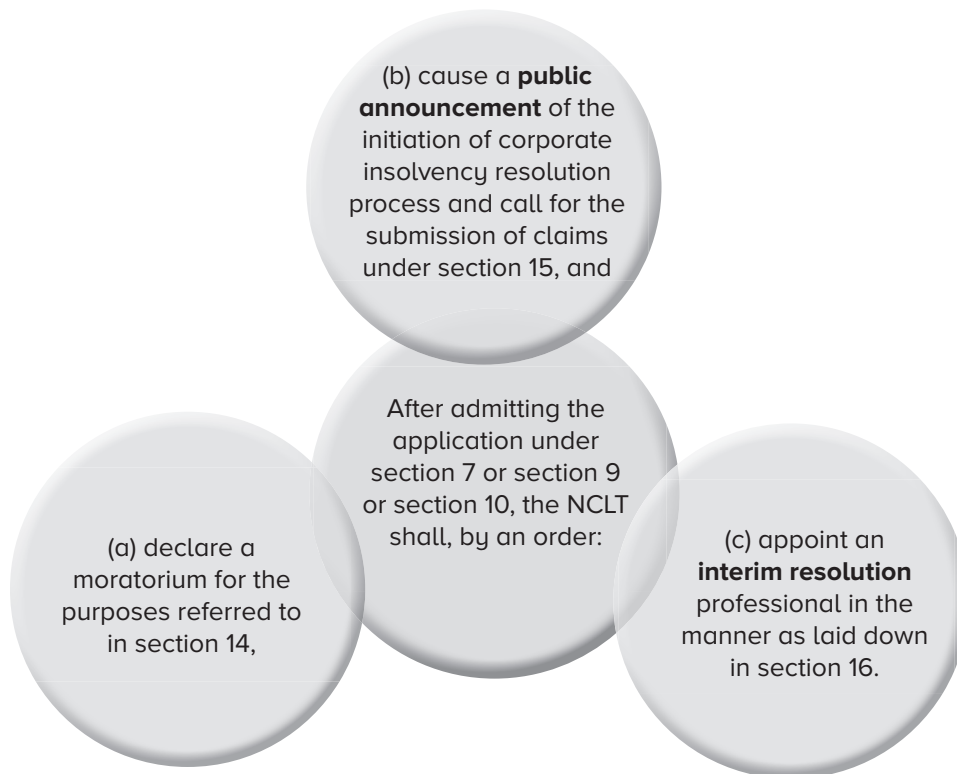 (b) cause a public
announcement of the
initiation of corporate
insolvency resolution
process and call for the
submission of claims
under section 15, and
After admitting the
application under
section 7 or section 9
or section 10, the NCLT
shall, by an order:
(a) declare a
moratorium for the
purposes referred to
in section 14,
(c) appoint an
interim resolution
professional in the
manner as laid down
in section 16.